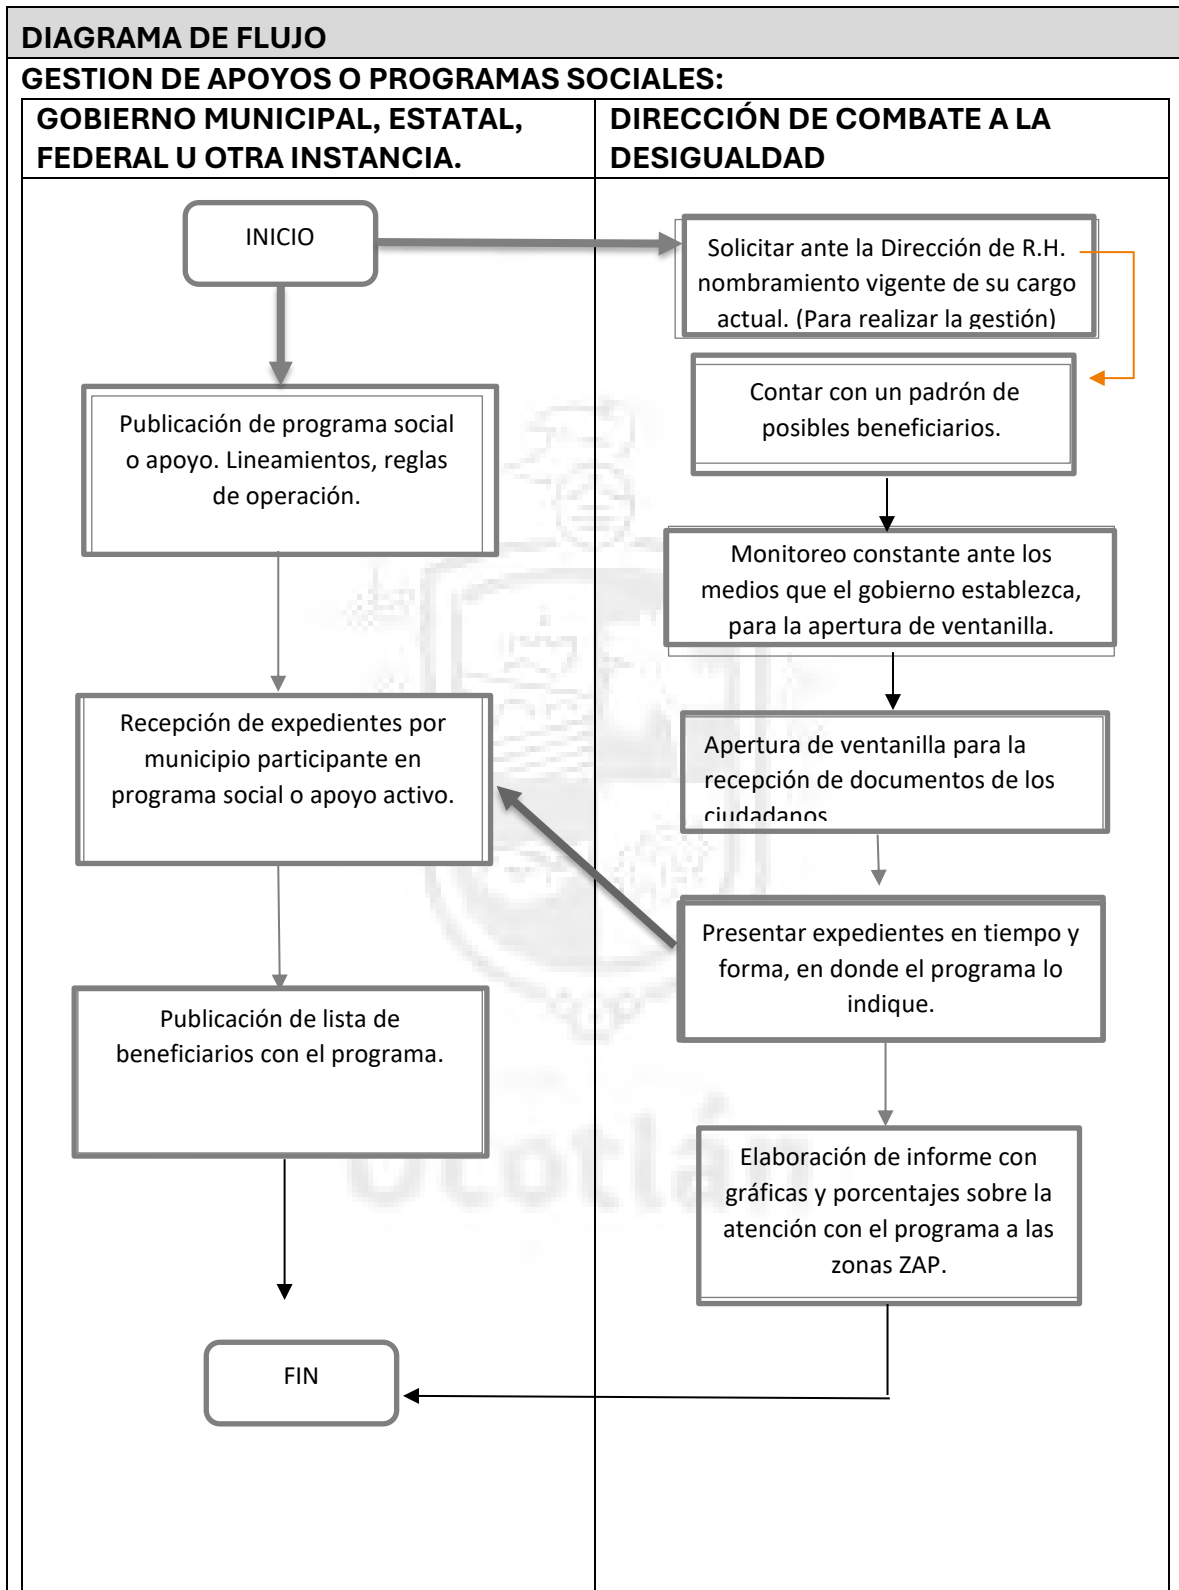 DIAGRAMA DE FLUJO
GESTION DE APOYOS O PROGRAMAS SOCIALES:
GOBIERNO MUNICIPAL, ESTATAL,
FEDERAL U OTRA INSTANCIA.
DIRECCIÓN DE COMBATE A LA
DESIGUALDAD
INICIO
Publicación de programa social
o apoyo. Lineamientos, reglas
de operación.
Recepción de expedientes por
municipio participante en
programa social o apoyo activo.
Publicación de lista de
beneficiarios con el programa.
FIN
Solicitar ante la Dirección de R.H.
nombramiento vigente de su cargo
actual. (Para realizar la gestión)
Contar con un padrón de
posibles beneficiarios.
Monitoreo constante ante los
medios que el gobierno establezca,
para la apertura de ventanilla.
Apertura de ventanilla para la
recepción de documentos de los
ciudadanos
Presentar expedientes en tiempo y
forma, en donde el programa lo
indique.
Elaboración de informe con
gráficas y porcentajes sobre la
atención con el programa a las
zonas ZAP.
Ocotlán